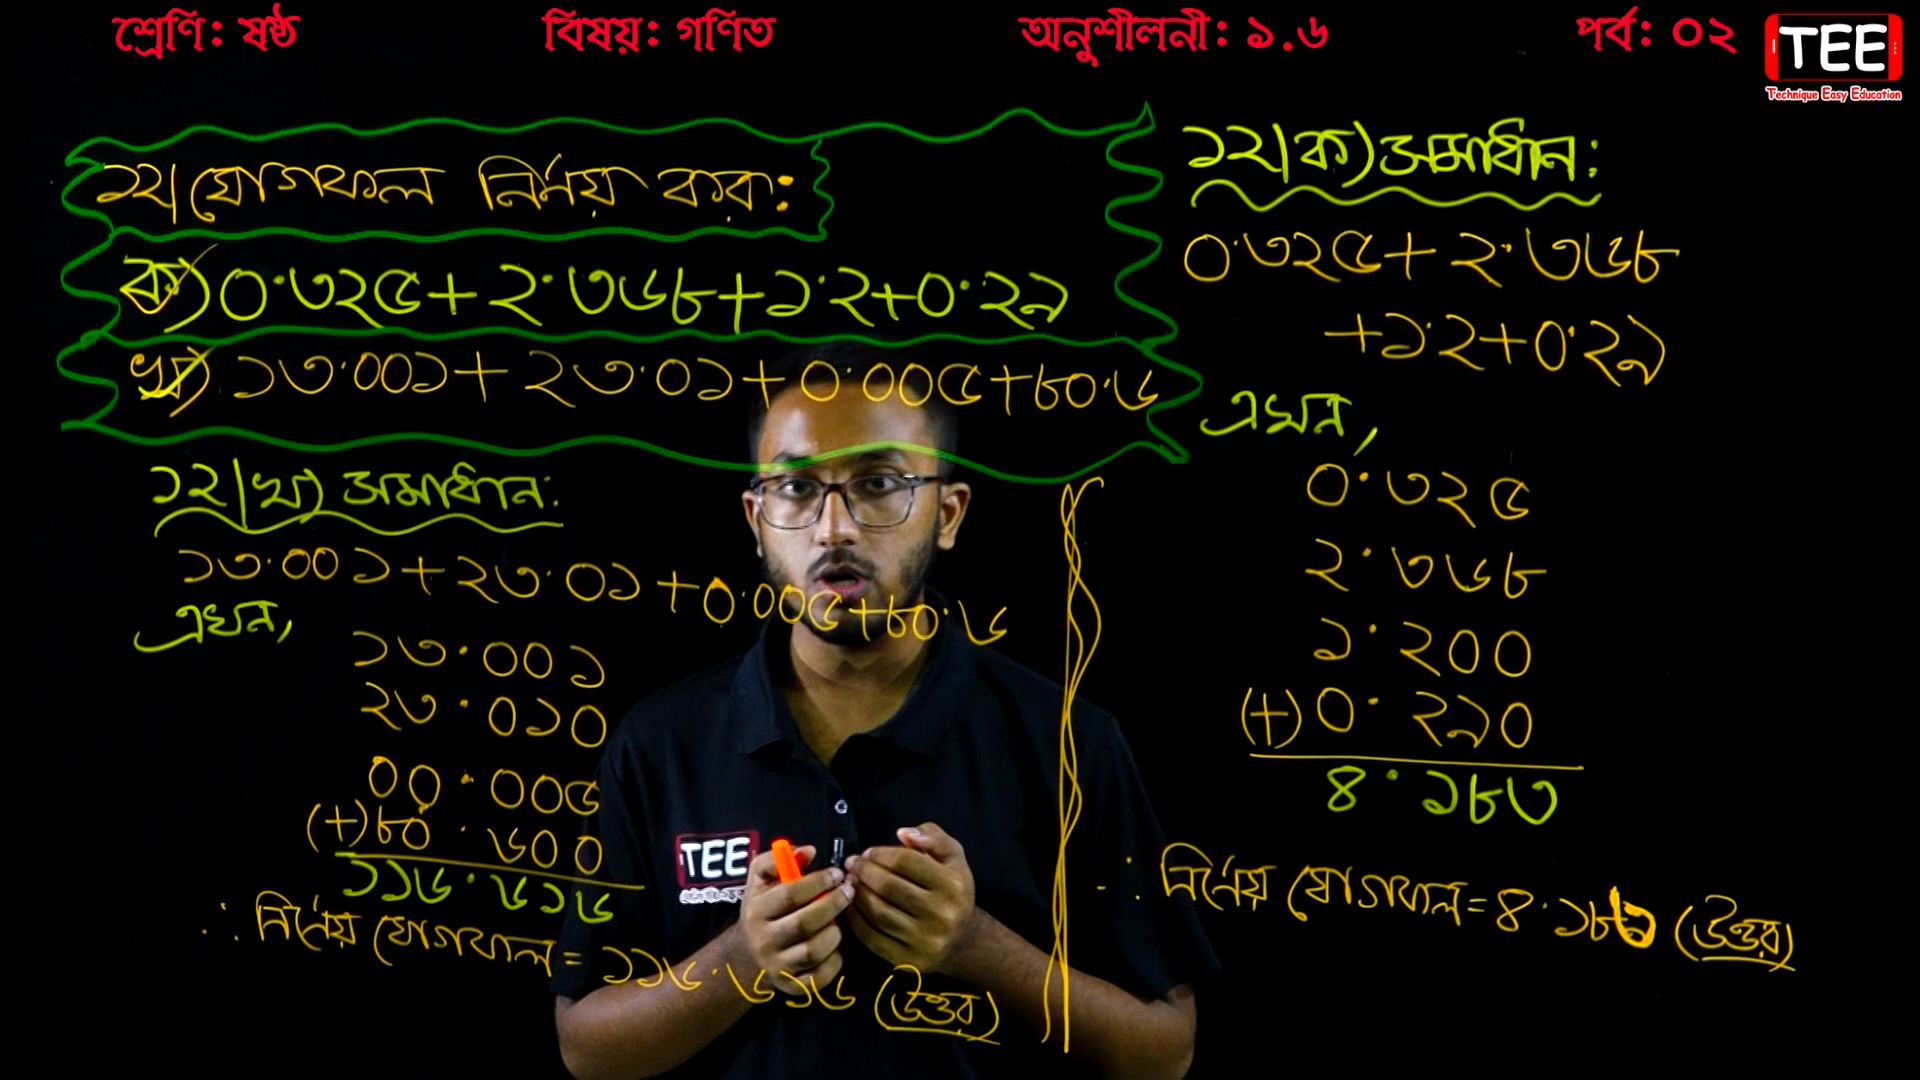 শ্রেণি: ষষ্ঠ
বিষয়: গণিত
অনুশীলনী: ১.৬
পর্ব: ০২
TEE
Technique Easy Education
১২| যোগফল নির্ণয় কর:
ক) ০.৩২৫+২.৩৬৮+১.২+০.২৯
খ) ১৩.০০১+২৩.০১+০.০০৫+৮০.৬
১২|(খ) সমাধান:
১৩.০০১+২৩.০১+০.০০৫+৮০.৬
এখন,
১৩.০০১
২৩.০১০
০০.০০৫
(+)৮০.৬০০
১১৬.৬১৬
∴ নির্ণেয় যোগফল=১১৬.৬১৬ (উত্তর)
১২|ক) সমাধান:
০.৩২৫+২.৩৬৮
+১.২+০.২৯
এখন,
০.৩২৫
২.৩৬৮
১.২০০
(+)০.২৯০
৪.১৮৩
∴ নির্ণেয় যোগফল=৪.১৮৩ (উত্তর)
TEE